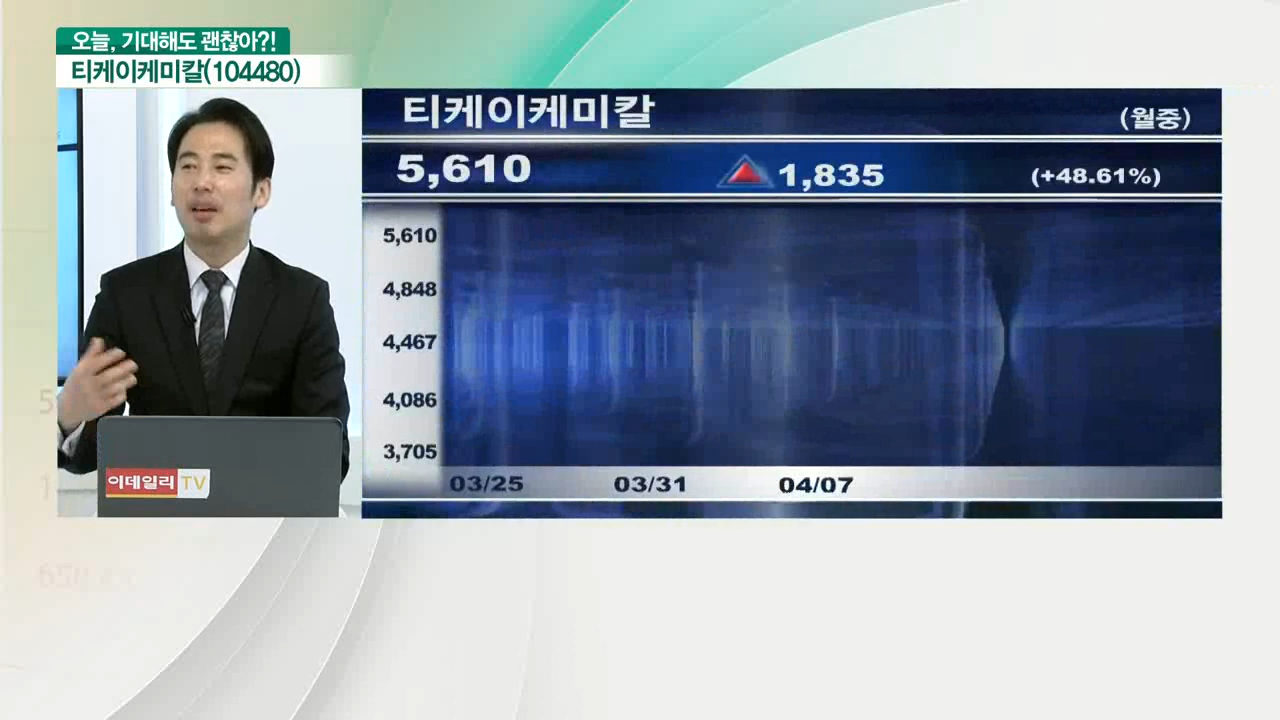 오늘, 기대해도 괜찮아?!
티케이케미칼(104480)
티케이케미칼
(월중)
5,610
1,835
(+48.61%)
5,610
4,848
4,467
4,086
3,705
03/25
03/31
04/07
이데일리TV